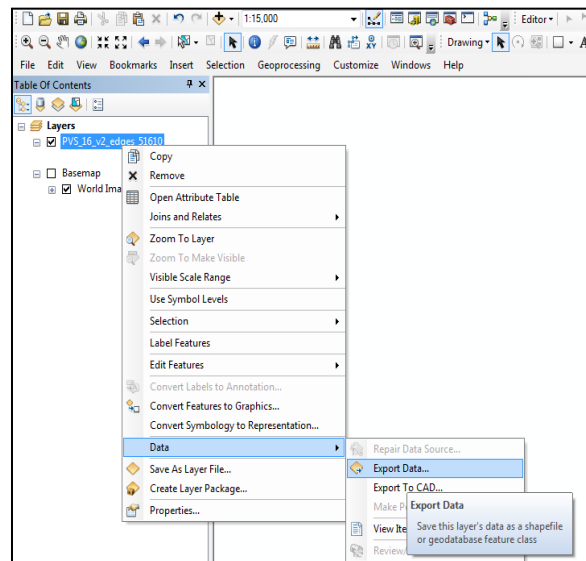 1:15,000 Editor
Drawing A
File Edit View Bookmarks Insert Selection Geoprocessing Customize Windows Help
Table Of Contents
Layers
PVS_16_v2_edges_51610
Basemap
World Ima
Copy
Remove
Open Attribute Table
Joins and Relates
Zoom To Layer
Zoom To Make Visible
Visible Scale Range
Use Symbol Levels
Selection
Label Features
Edit Features
Convert Labels to Annotation...
Convert Features to Graphics...
Convert Symbology to Representation...
Data
Save As Layer File...
Create Layer Package...
Properties...
Repair Data Source...
Export Data...
Export To CAD...
Make P
View Ite
Review/
Export Data
Save this layer's data as a shapefile
or geodatabase feature class